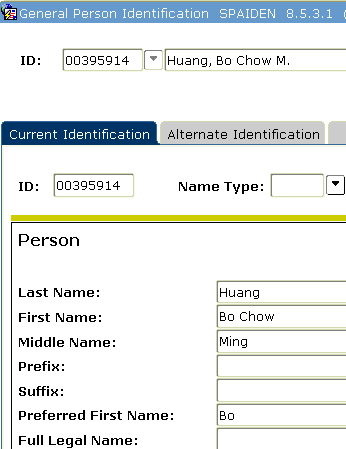 General Person Identification SPAIDEN 8.5.3.1
ID: 00395914 Huang, Bo Chow M.
Current Identification Alternate Identification
ID: 00395914 Name Type:
Person
Last Name: Huang
First Name: Bo Chow
Middle Name: Ming
Prefix:
Suffix:
Preferred First Name: Bo
Full Legal Name: